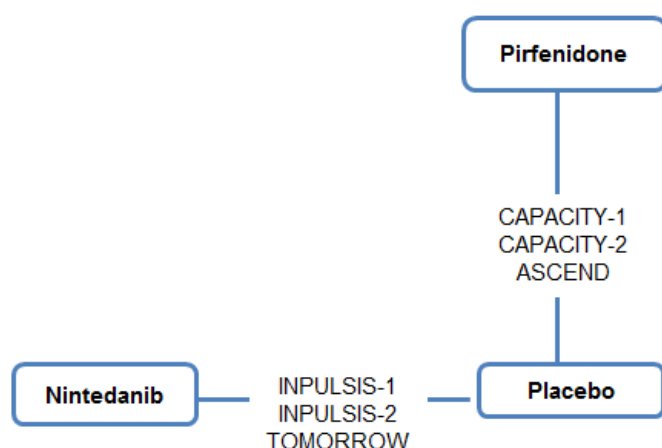 Pirfenidone
CAPACITY-1
CAPACITY-2
ASCEND
Nintedanib
INPULSIS-1
INPULSIS-2
TOMORROW
Placebo